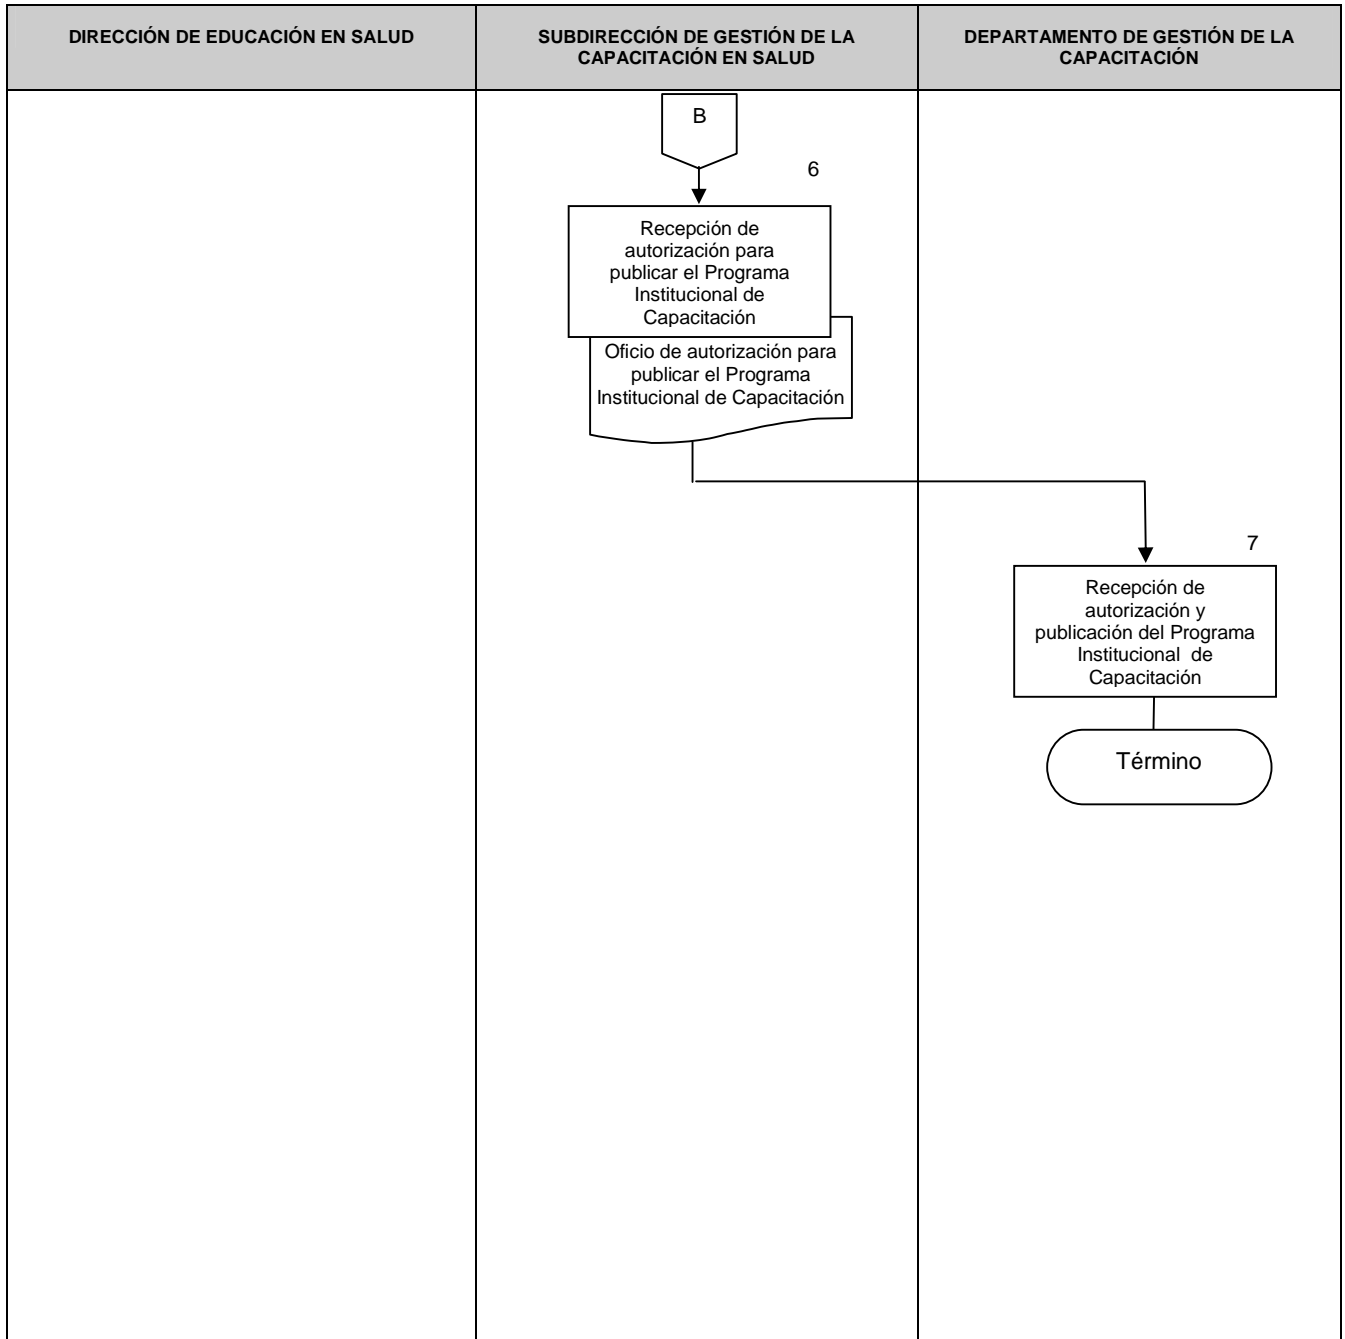 DIRECCIÓN DE EDUCACIÓN EN SALUD
SUBDIRECCIÓN DE GESTIÓN DE LA
CAPACITACIÓN EN SALUD
DEPARTAMENTO DE GESTIÓN DE LA
CAPACITACIÓN
B
6
Recepción de
autorización para
publicar el Programa
Institucional de
Capacitación
Oficio de autorización para
publicar el Programa
Institucional de Capacitación
7
Recepción de
autorización y
publicación del Programa
Institucional de
Capacitación
Término